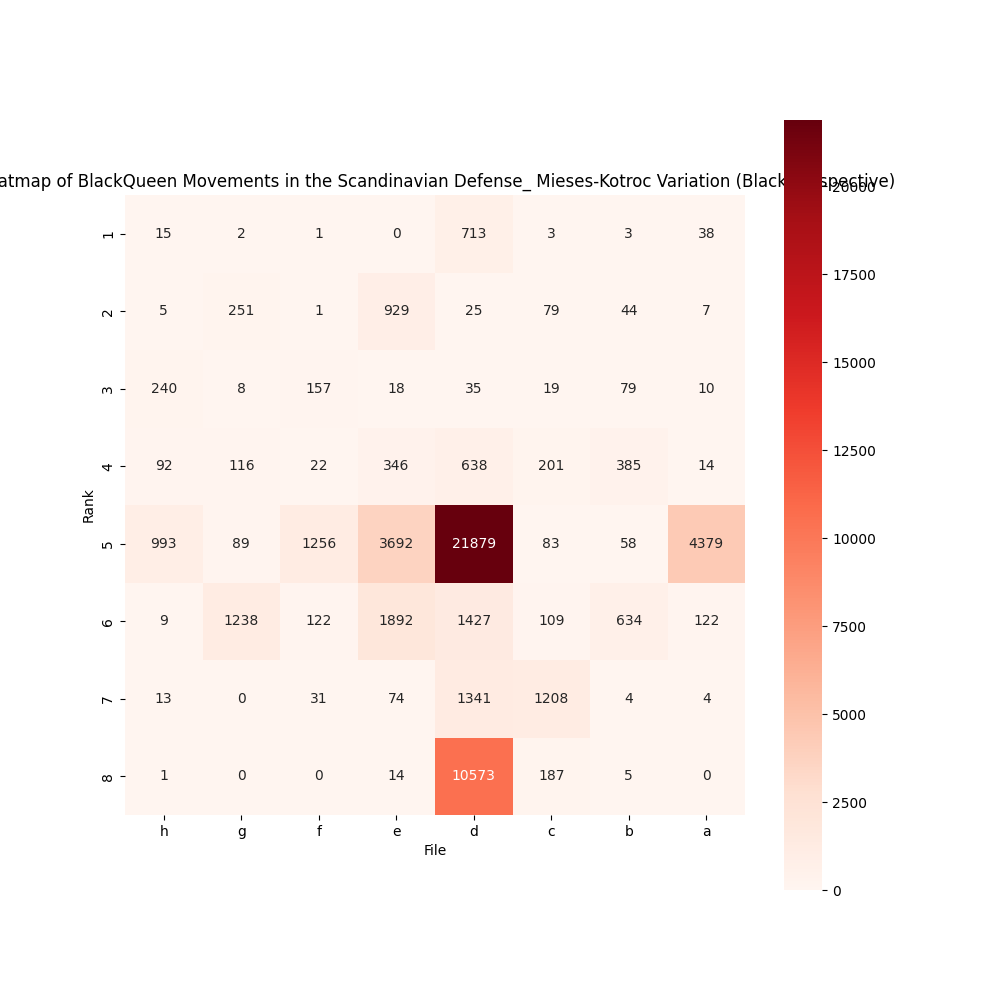 atmap of BlackQueen Movements in the Scandinavian Defense_ Mieses-Kotroc Variation (Black spective)
20000
1 15 2 1 0 713 3 3 38
17500
2 5 251 1 929 25 79 44 7
15000
3 240 8 157 18 35 19 79 10
12500
4 92 116 22 346 638 201 385 14
Rank
10000
5 993 89 1256 3692 21879 83 58 4379
7500
6 9 1238 122 1892 1427 109 634 122
5000
7 13 0 31 74 1341 1208 4 4
2500
8 1 0 0 14 10573 187 5 0
h g f e d c b a
File
0